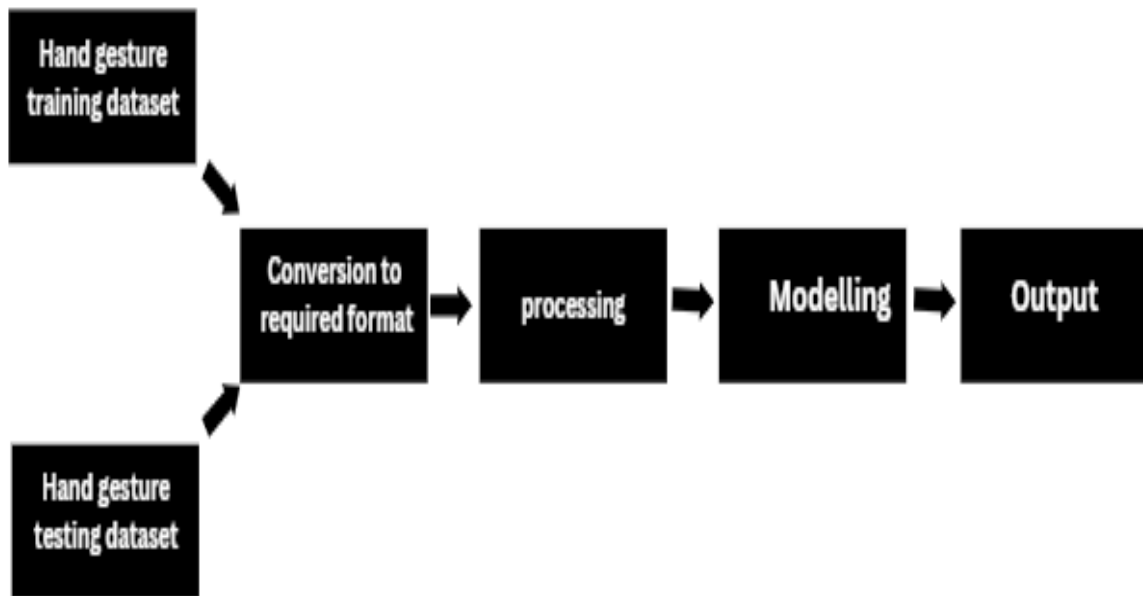 Hand gesture
training dataset
Conversion to
required format
processing
Modelling
Output
Hand gesture
testing dataset